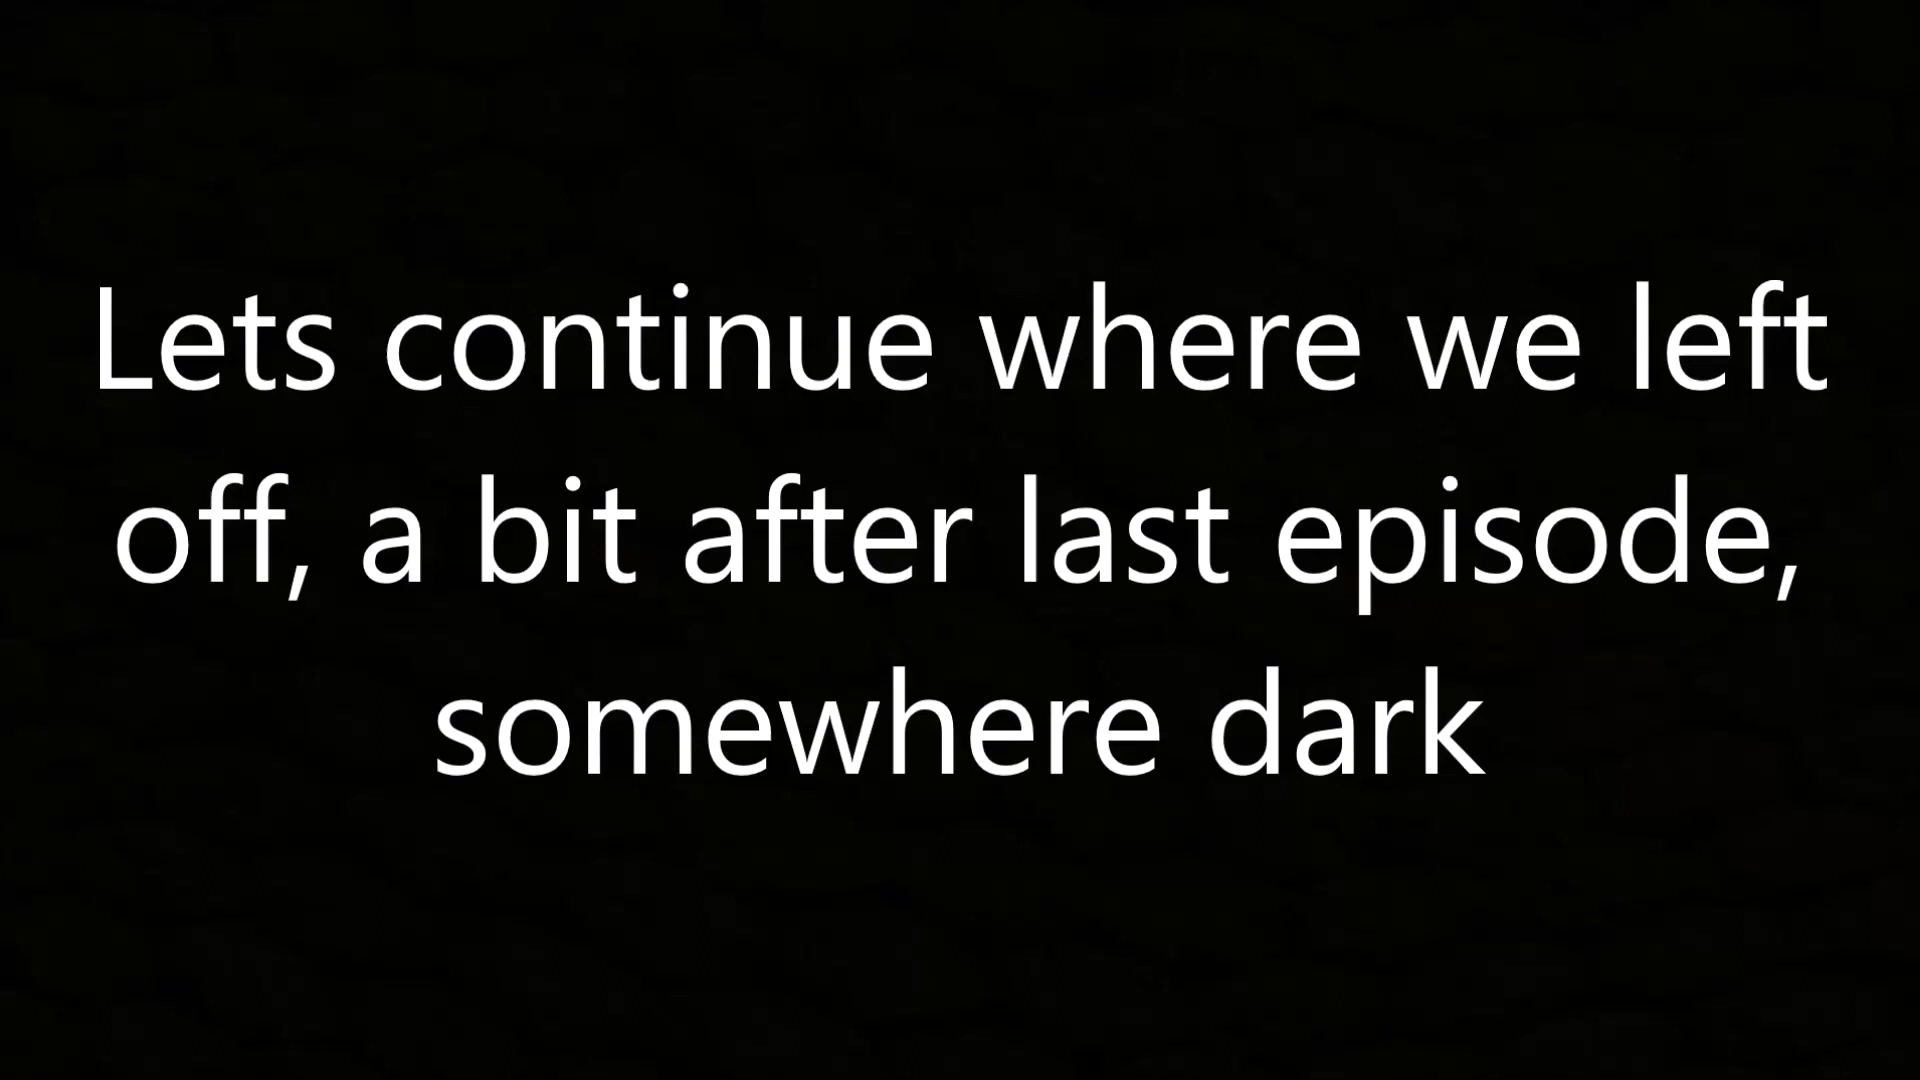 Lets continue where we left
off, a bit after last episode,
somewhere dark